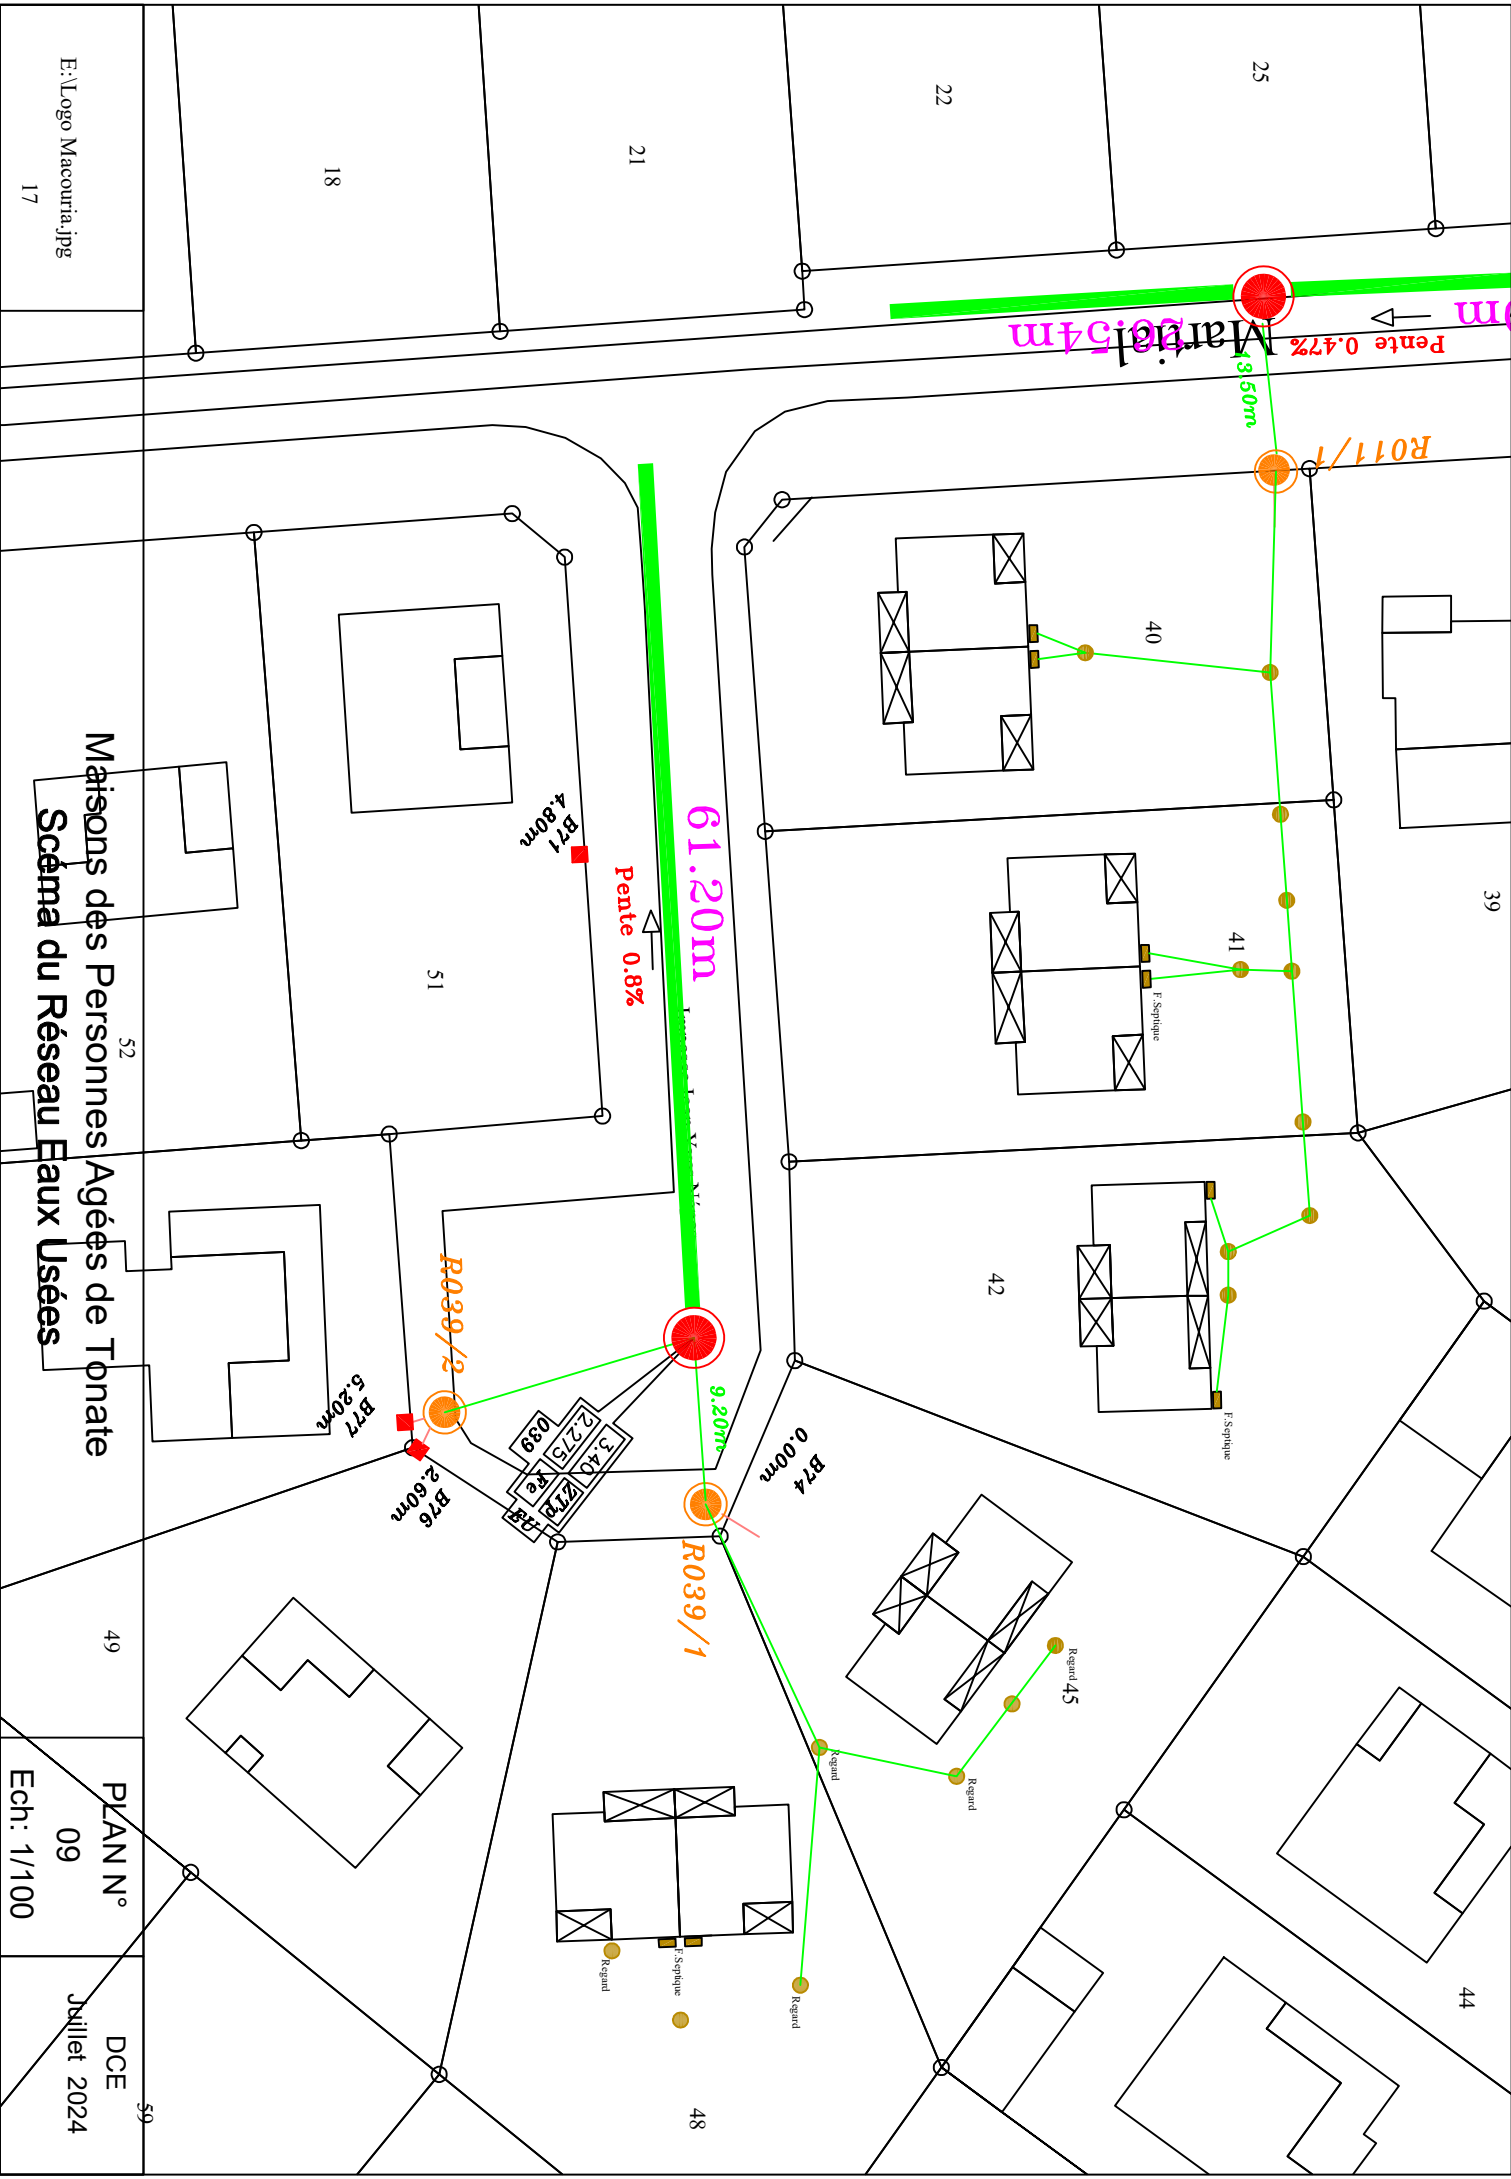 25
22
21
18
17
E:\Logo Macouria.jpg
Martial
26.54m
13.50m
Pente 0.47%
R011/1
40
39
41
F.Septique
42
F.Septique
61.20m
Pente 0.8%
B71
4.80m
51
52
R039/2
B77
5.20m
B76
2.60m
039
2.275
3.40
Fe
ZTp
EU
9.20m
B74
0.00m
R039/1
45
Regard
Regard
Regard
Regard
Regard
F.Septique
44
48
49
59
Maisons des Personnes Agées de Tonate
Scéma du Réseau Eaux Usées
PLAN N°
09
Ech: 1/100
DCE
Juillet 2024